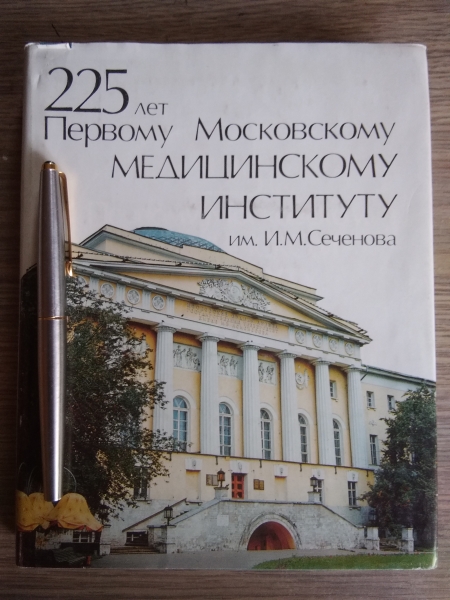 225 лет
Первому Московскому
МЕДИЦИНСКОМУ
ИНСТИТУТУ
им. И.М.Сеченова